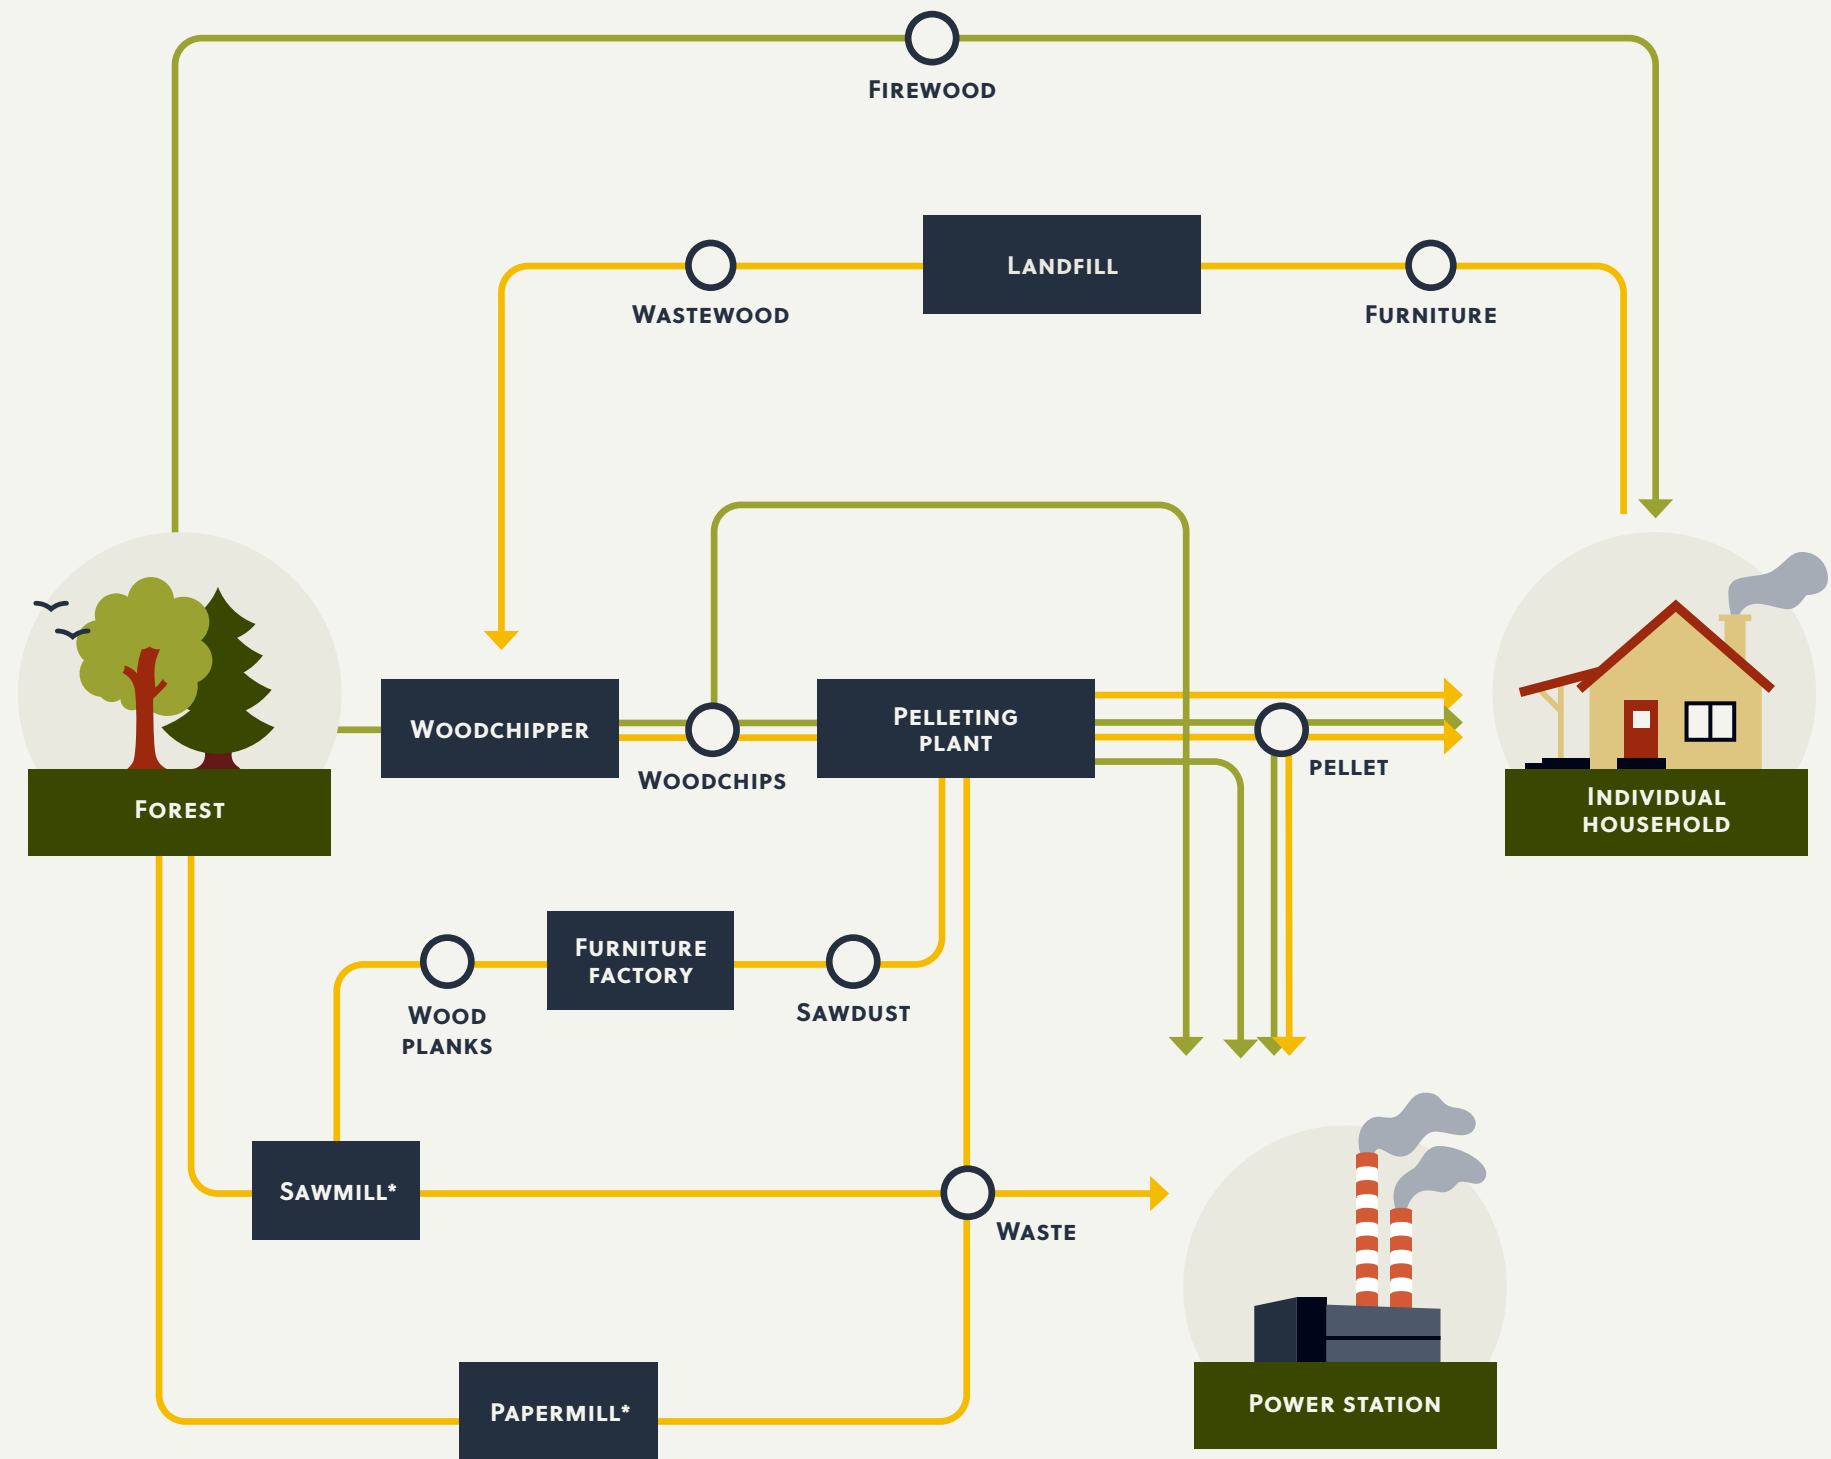 Firewood
Landfill
Wastewood
Furniture
Woodchipper
Woodchips
Pelleting
plant
pellet
Forest
Individual
household
Furniture
factory
Wood
planks
Sawdust
Sawmill*
Waste
Papermill*
Power station